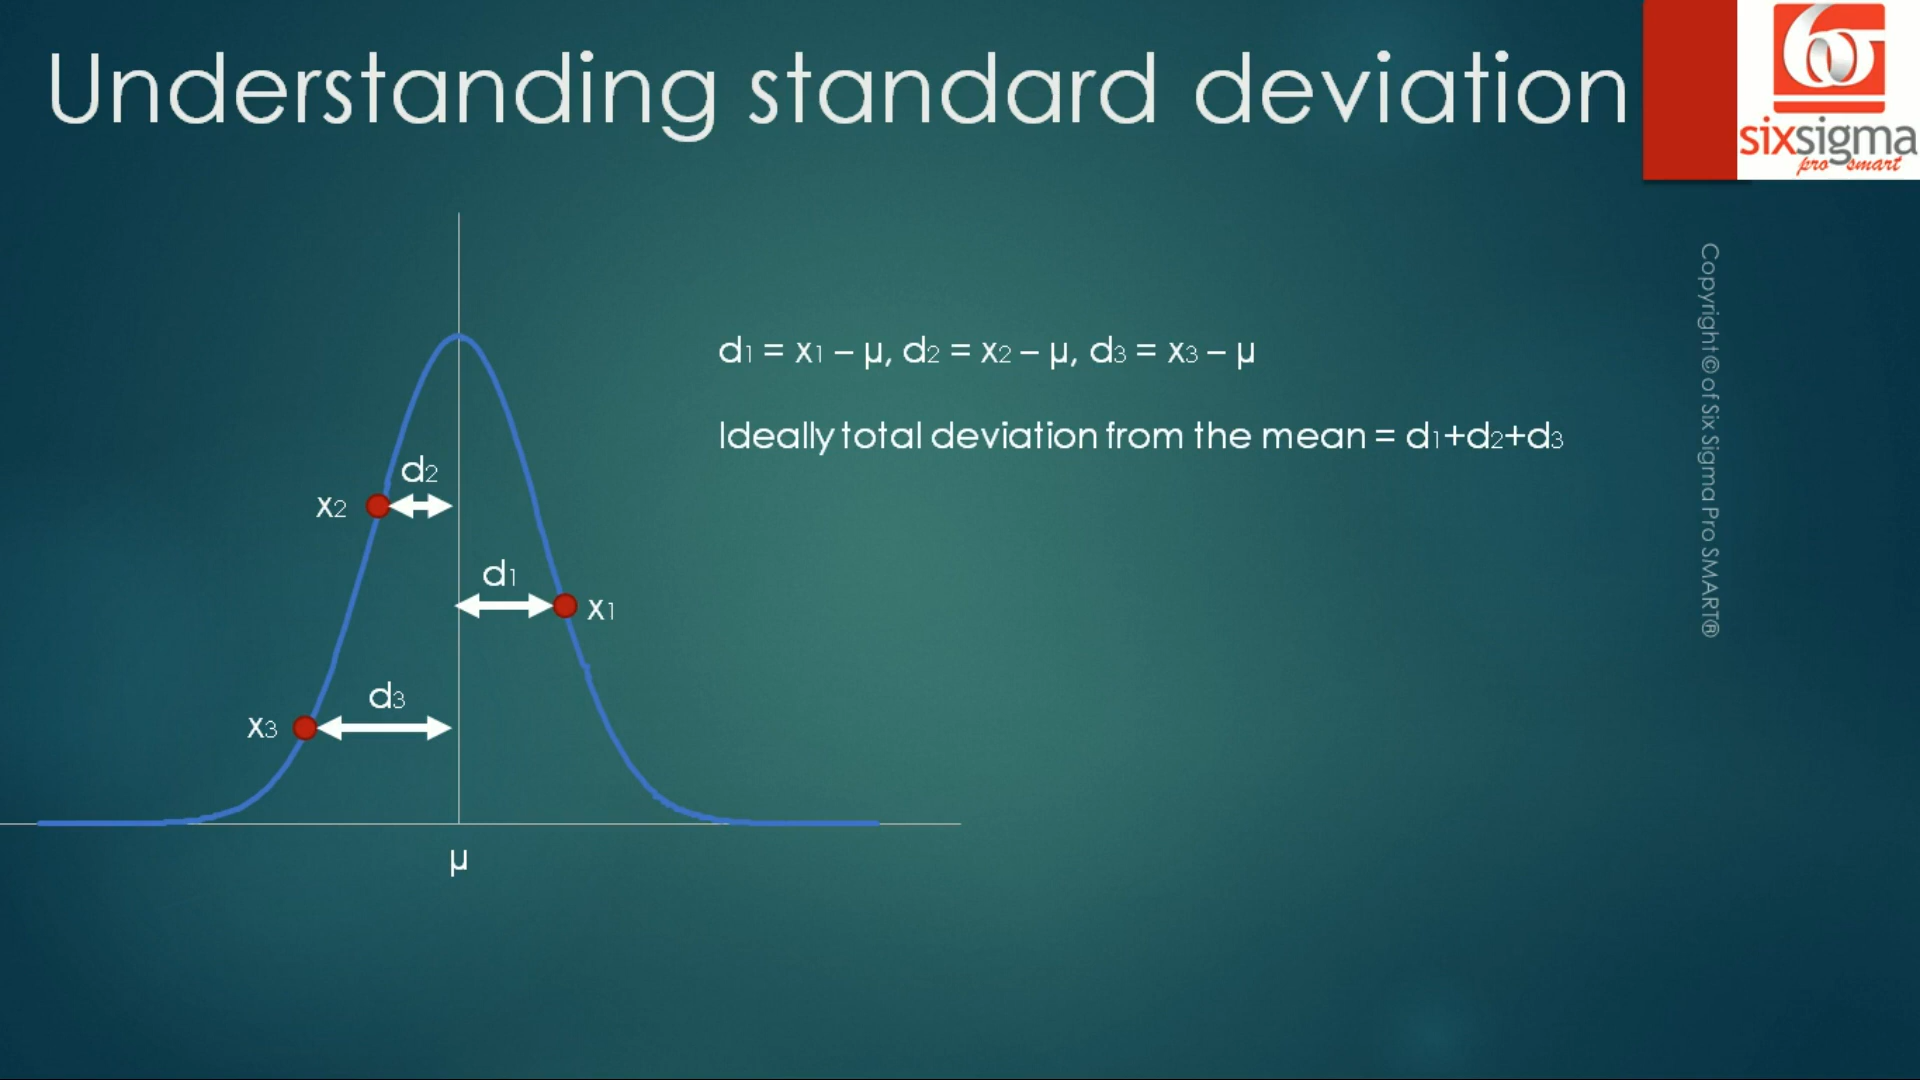 Understanding standard deviation
sixsigma
pro smart
d1 = x1 – μ, d2 = x2 – μ, d3 = x3 – μ
Ideally total deviation from the mean = d1+d2+d3
Copyright © of Six Sigma Pro SMART®
d2
x2
d1
x1
d3
x3
μ